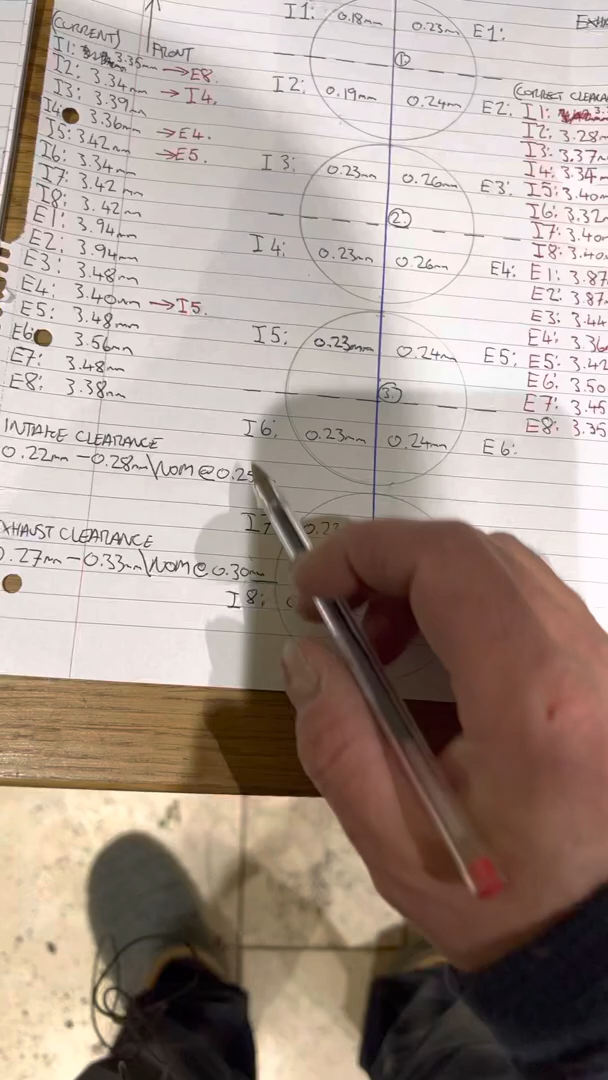 (CURRENT)
FRONT
I1: 3.35mm → E8
I2: 3.34mm → I4.
I3: 3.39mm
I4 3.36mm → E4.
I5: 3.42mm → E5.
I6: 3.34mm
I7: 3.42mm
I8: 3.42mm
E1: 3.94mm
E2: 3.94mm
E3: 3.48mm
E4: 3.40mm → I5.
E5: 3.48mm
E6 3.56mm
E7: 3.48mm
E8: 3.38mm
INTAKE CLEARANCE
0.22mm - 0.28mm\NOM @ 0.25
EXHAUST CLEARANCE
0.27mm - 0.33mm\NOM @ 0.30mm
I1: 0.18mm 0.23mm E1:
1
I2: 0.19mm 0.24mm E2:
I3: 0.23mm 0.26mm E3:
2
I4: 0.23mm 0.26mm E4:
I5: 0.23mm 0.24mm E5:
3
I6: 0.23mm 0.24mm E6:
I7
I8:
(CORRECT
I1:
I2: 3.28m
I3: 3.37m
I4: 3.34m
I5: 3.40
I6: 3.32
I7: 3.40
I8: 3.40
E1: 3.87
E2: 3.87
E3: 3.44
E4: 3.36
E5: 3.42
E6: 3.50
E7: 3.45
E8: 3.35